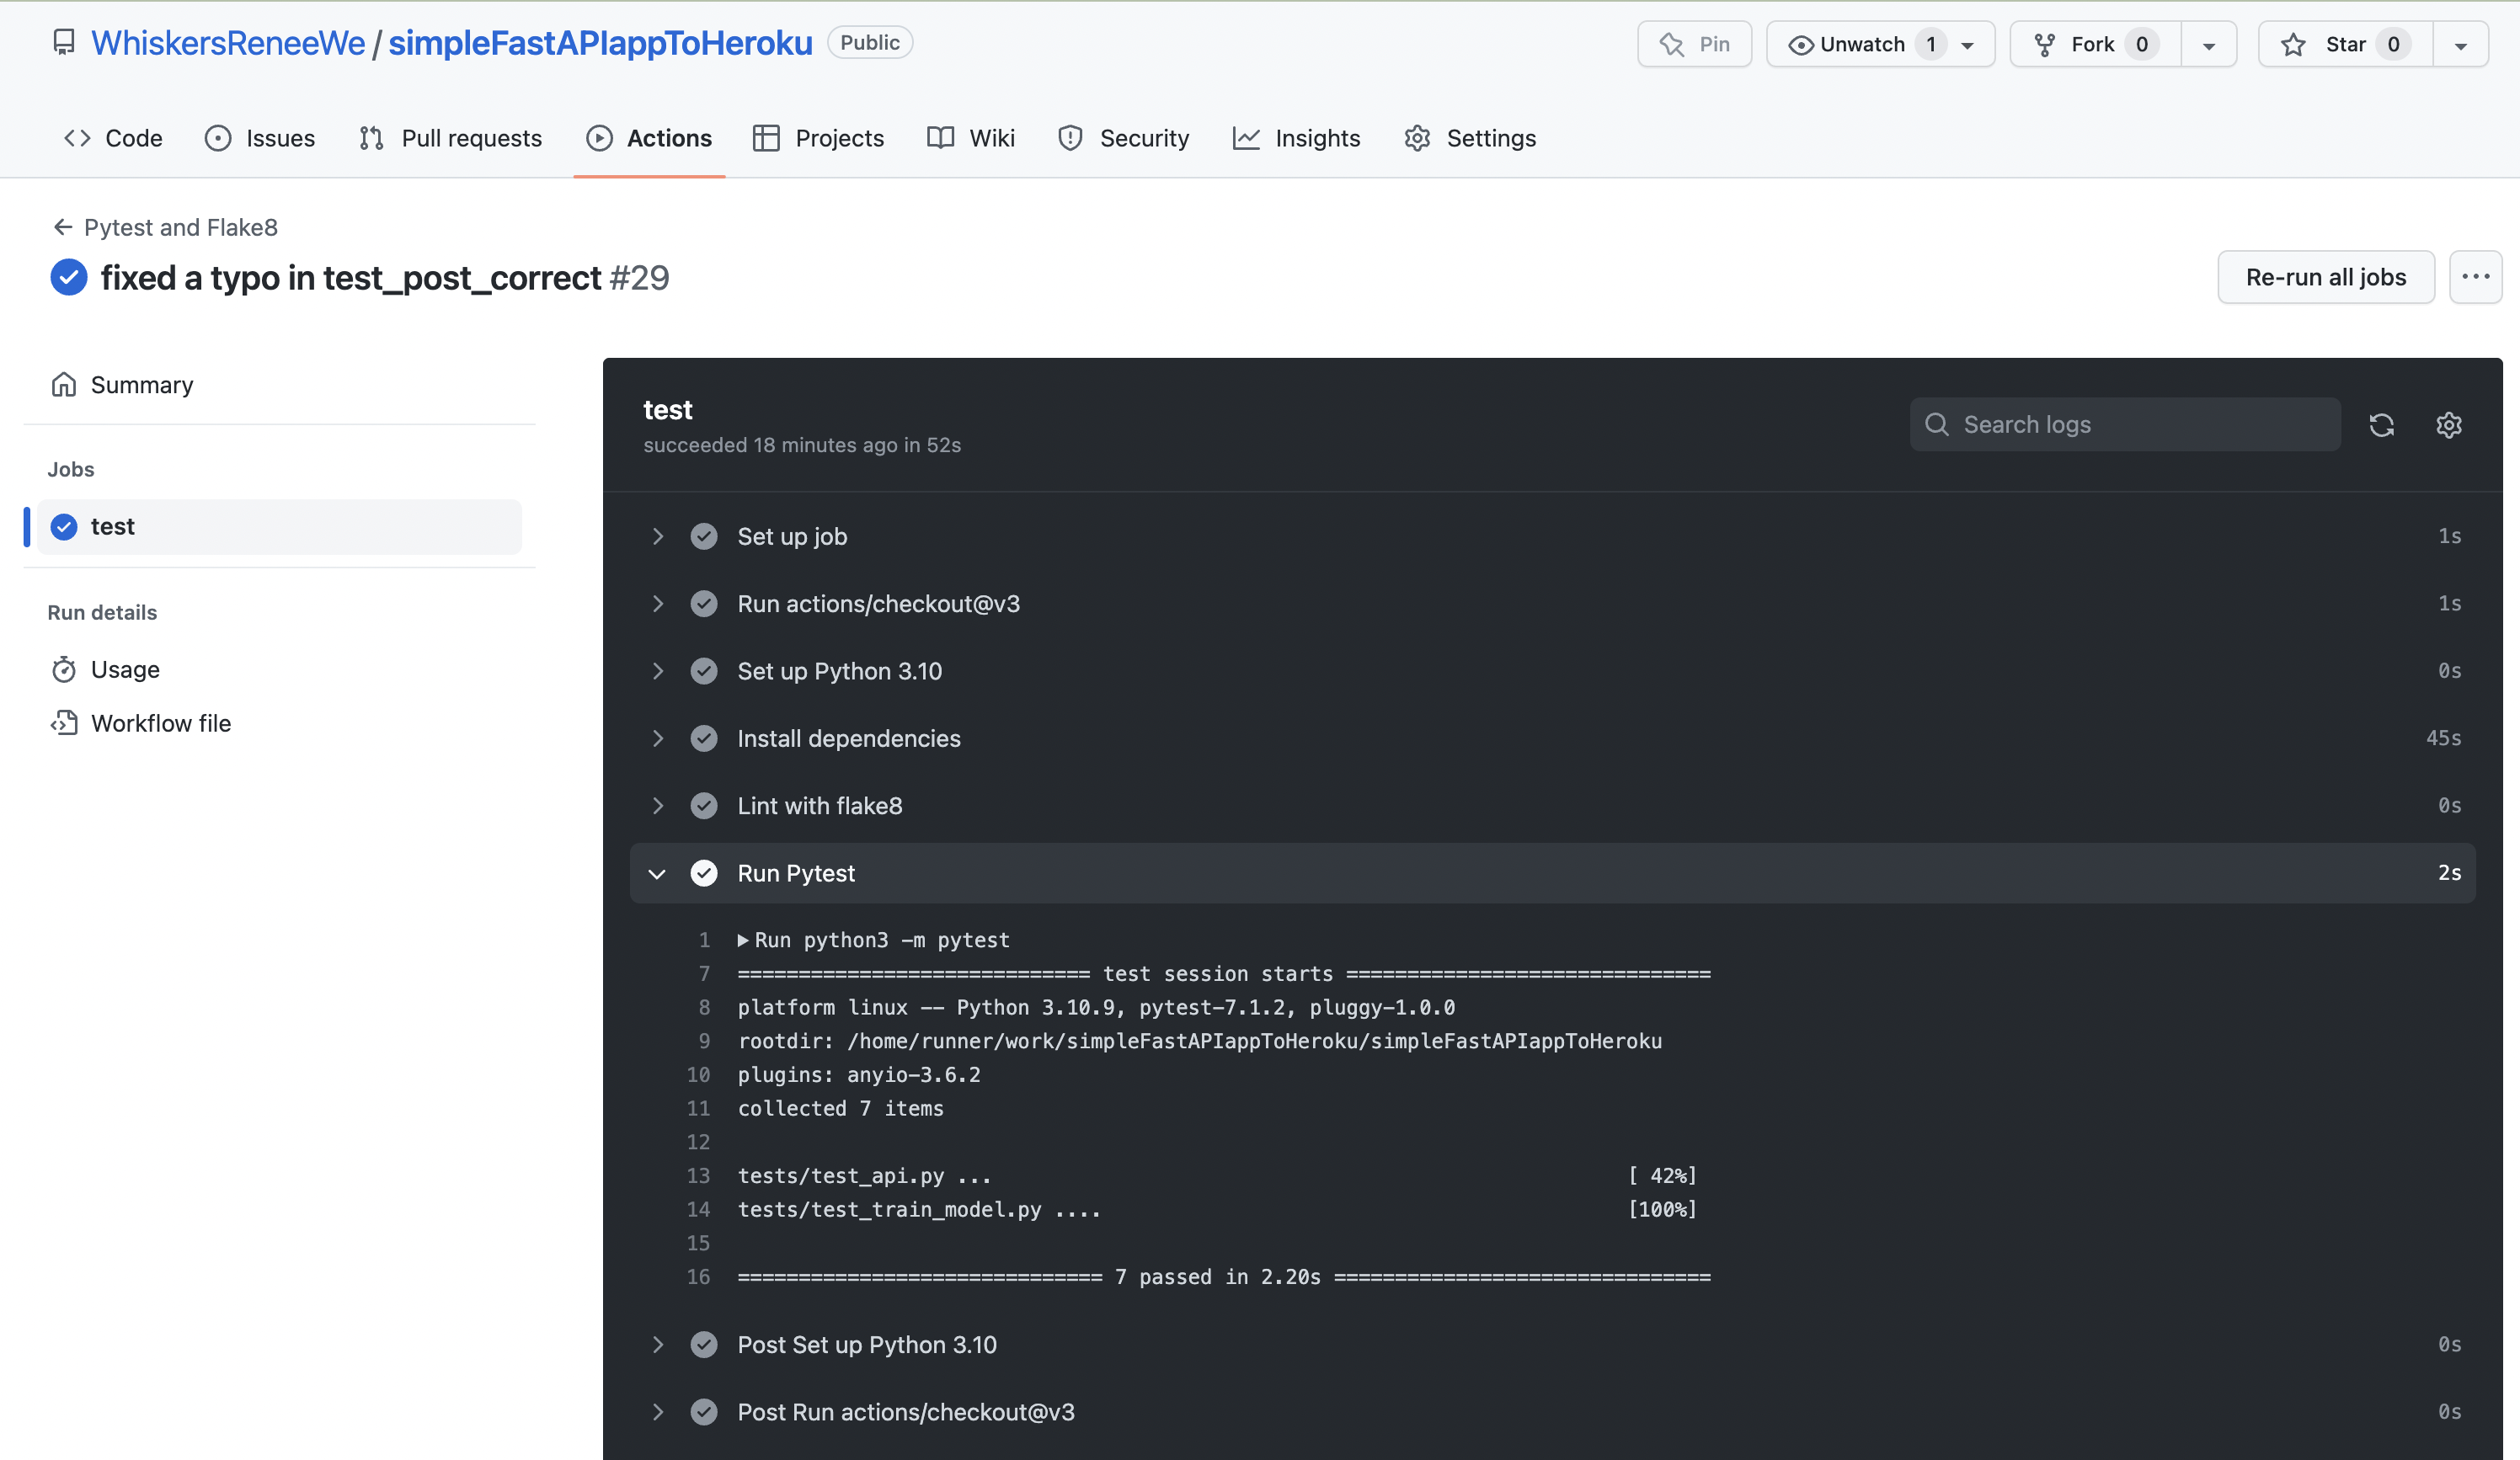 WhiskersReneeWe / simpleFastAPIappToHeroku Public
Pin
Unwatch 1
Fork 0
Star 0
Code Issues Pull requests Actions Projects Wiki Security Insights Settings
← Pytest and Flake8
fixed a typo in test_post_correct #29
Re-run all jobs
...
Summary
Jobs
test
Run details
Usage
Workflow file
test
succeeded 18 minutes ago in 52s
Search logs
Set up job 1s
Run actions/checkout@v3 1s
Set up Python 3.10 0s
Install dependencies 45s
Lint with flake8 0s
Run Pytest 2s
1 ▶Run python3 -m pytest
7 ============================= test session starts ==============================
8 platform linux -- Python 3.10.9, pytest-7.1.2, pluggy-1.0.0
9 rootdir: /home/runner/work/simpleFastAPIappToHeroku/simpleFastAPIappToHeroku
10 plugins: anyio-3.6.2
11 collected 7 items
12
13 tests/test_api.py ... [ 42%]
14 tests/test_train_model.py .... [100%]
15
16 ============================== 7 passed in 2.20s ===============================
Post Set up Python 3.10 0s
Post Run actions/checkout@v3 0s